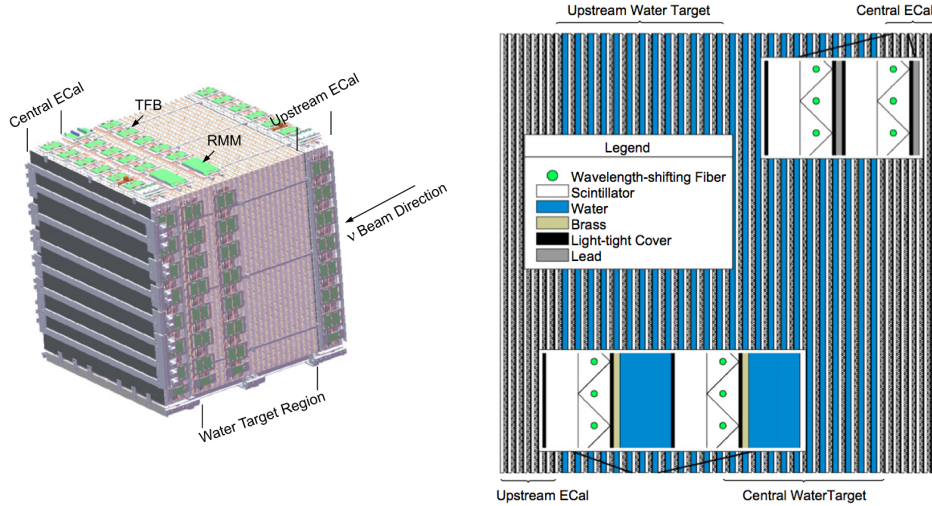 Central ECal
TFB
RMM
Upstream ECal
ν Beam Direction
Water Target Region
Upstream Water Target
Central ECal
Legend
Wavelength-shifting Fiber
Scintillator
Water
Brass
Light-tight Cover
Lead
Upstream ECal
Central WaterTarget